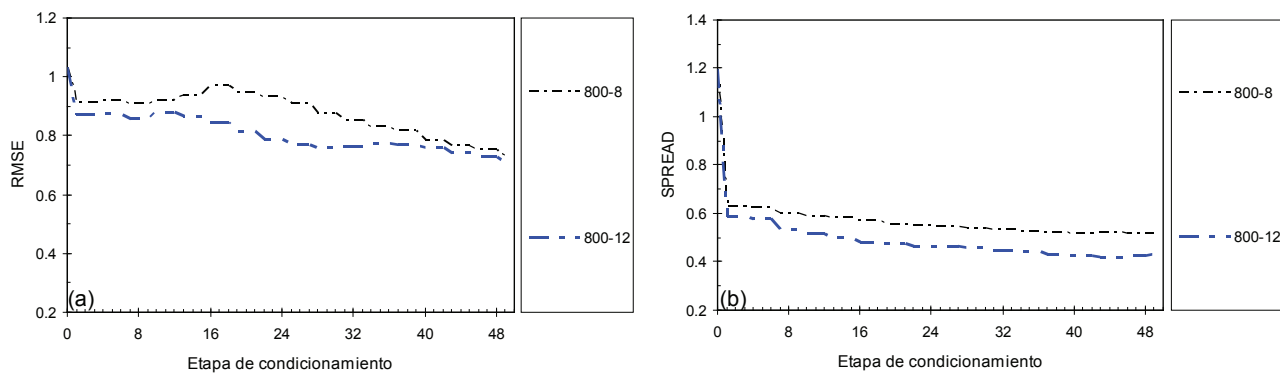 1.2
1
0.8
0.6
0.4
0.2
RMSE
(a)
0 8 16 24 32 40 48
Etapa de condicionamiento
800-8
800-12
1.4
1.2
1
0.8
0.6
0.4
0.2
SPREAD
(b)
0 8 16 24 32 40 48
Etapa de condicionamiento
800-8
800-12